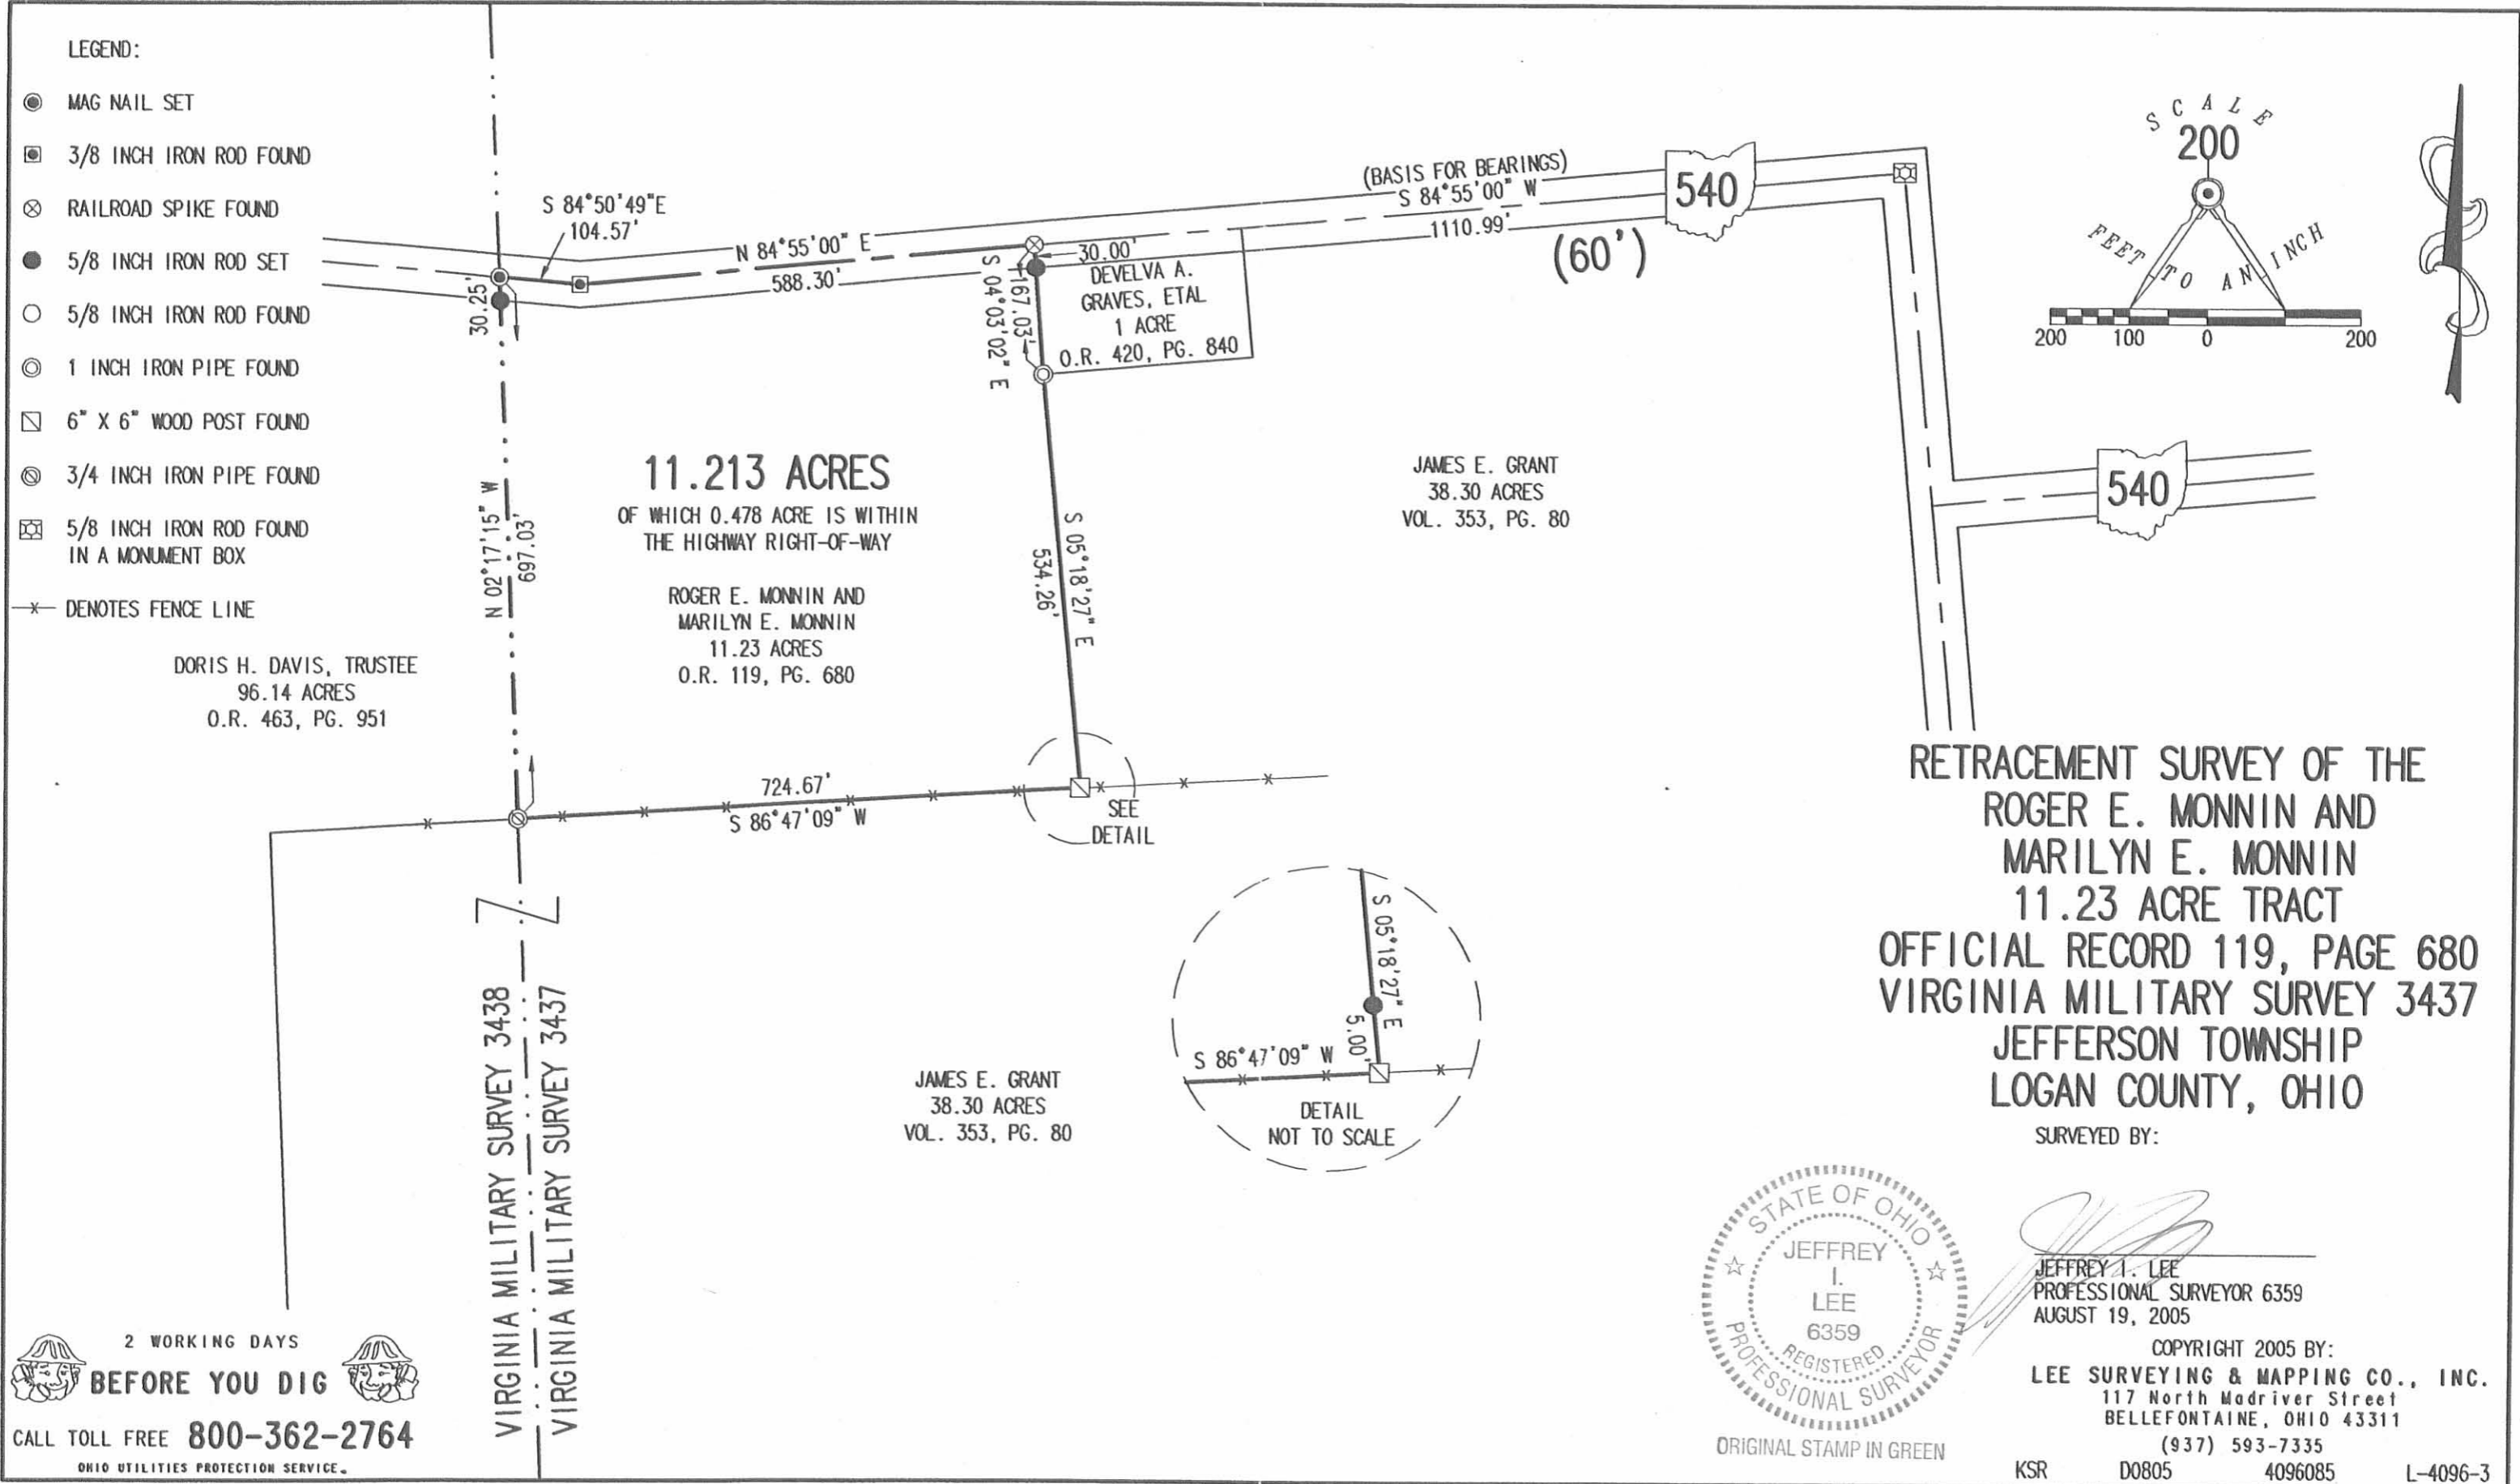 LEGEND:
MAG NAIL SET
3/8 INCH IRON ROD FOUND
RAILROAD SPIKE FOUND
5/8 INCH IRON ROD SET
5/8 INCH IRON ROD FOUND
1 INCH IRON PIPE FOUND
6" X 6" WOOD POST FOUND
3/4 INCH IRON PIPE FOUND
5/8 INCH IRON ROD FOUND
IN A MONUMENT BOX
DENOTES FENCE LINE
DORIS H. DAVIS, TRUSTEE
96.14 ACRES
O.R. 463, PG. 951
S 84°50'49"E
104.57'
30.25'
N 84°55'00" E
588.30'
30.00'
S 04°03'02" E
167.03'
DEVELVA A.
GRAVES, ETAL
1 ACRE
O.R. 420, PG. 840
(BASIS FOR BEARINGS)
S 84°55'00" W
1110.99'
(60')
540
540
SCALE
200
FEET TO AN INCH
200 100 0 200
N 02°17'15" W
697.03'
11.213 ACRES
OF WHICH 0.478 ACRE IS WITHIN
THE HIGHWAY RIGHT-OF-WAY
ROGER E. MONNIN AND
MARILYN E. MONNIN
11.23 ACRES
O.R. 119, PG. 680
S 05°18'27" E
534.26'
JAMES E. GRANT
38.30 ACRES
VOL. 353, PG. 80
724.67'
S 86°47'09" W
SEE
DETAIL
VIRGINIA MILITARY SURVEY 3438
VIRGINIA MILITARY SURVEY 3437
JAMES E. GRANT
38.30 ACRES
VOL. 353, PG. 80
S 05°18'27" E
5.00'
S 86°47'09" W
DETAIL
NOT TO SCALE
RETRACEMENT SURVEY OF THE
ROGER E. MONNIN AND
MARILYN E. MONNIN
11.23 ACRE TRACT
OFFICIAL RECORD 119, PAGE 680
VIRGINIA MILITARY SURVEY 3437
JEFFERSON TOWNSHIP
LOGAN COUNTY, OHIO
SURVEYED BY:
STATE OF OHIO
JEFFREY
I.
LEE
6359
REGISTERED
PROFESSIONAL SURVEYOR
ORIGINAL STAMP IN GREEN
JEFFREY I. LEE
PROFESSIONAL SURVEYOR 6359
AUGUST 19, 2005
COPYRIGHT 2005 BY:
LEE SURVEYING & MAPPING CO., INC.
117 North Madriver Street
BELLEFONTAINE, OHIO 43311
(937) 593-7335
KSR D0805 4096085 L-4096-3
2 WORKING DAYS
BEFORE YOU DIG
CALL TOLL FREE 800-362-2764
OHIO UTILITIES PROTECTION SERVICE.